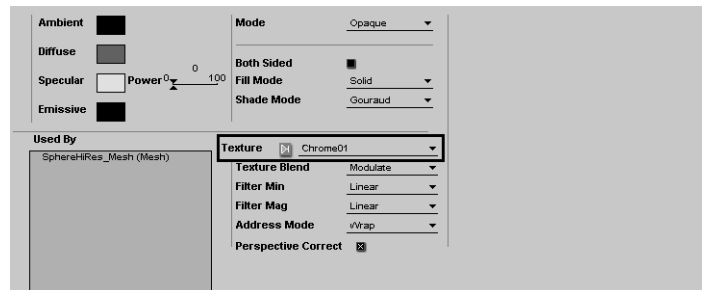 Ambient
Mode Opaque
Diffuse
Both Sided
Specular Power 0 0 100
Fill Mode Solid
Shade Mode Gouraud
Emissive
Used By
SphereHiRes_Mesh (Mesh)
Texture Chrome01
Texture Blend Modulate
Filter Min Linear
Filter Mag Linear
Address Mode Wrap
Perspective Correct